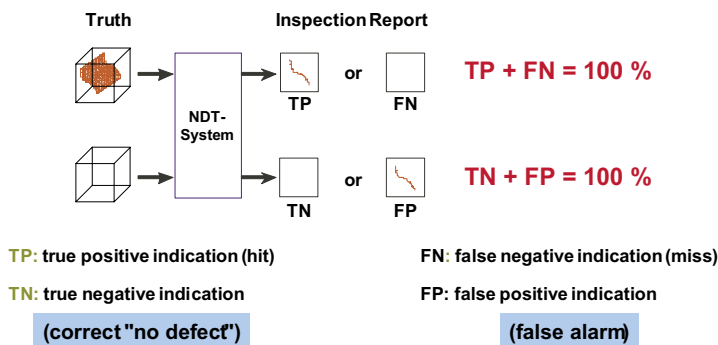 Truth
Inspection Report
NDT-
System
TP
or
FN
TP + FN = 100 %
TN
or
FP
TN + FP = 100 %
TP: true positive indication (hit)
FN: false negative indication (miss)
TN: true negative indication
FP: false positive indication
(correct "no defect")
(false alarm)